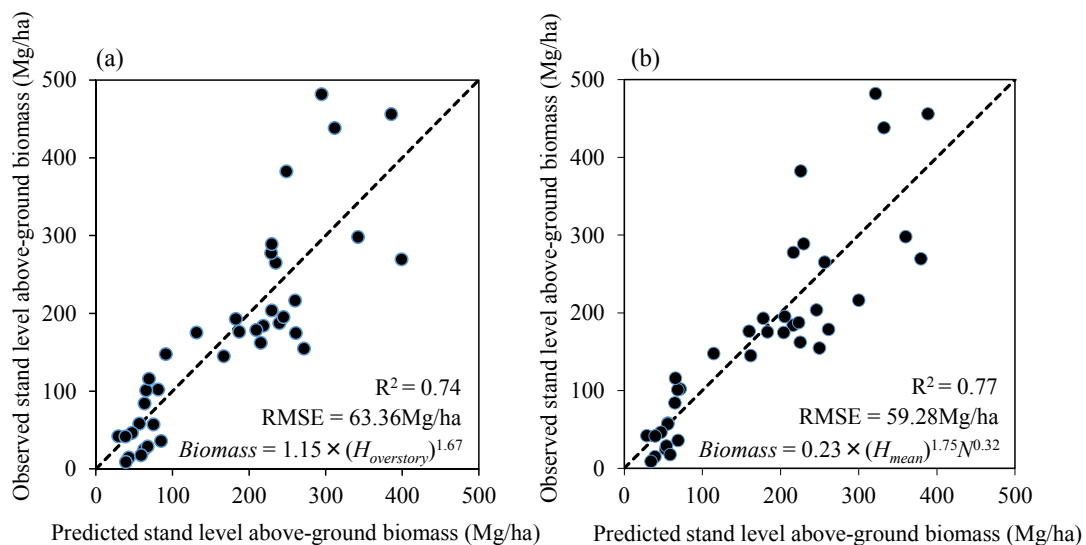 (a)
Observed stand level above-ground biomass (Mg/ha)
500
400
300
200
100
0
R² = 0.74
RMSE = 63.36Mg/ha
Biomass = 1.15 × (H_overstory)^1.67
0 100 200 300 400 500
Predicted stand level above-ground biomass (Mg/ha)
(b)
Observed stand level above-ground biomass (Mg/ha)
500
400
300
200
100
0
R² = 0.77
RMSE = 59.28Mg/ha
Biomass = 0.23 × (H_mean)^1.75 N^0.32
0 100 200 300 400 500
Predicted stand level above-ground biomass (Mg/ha)